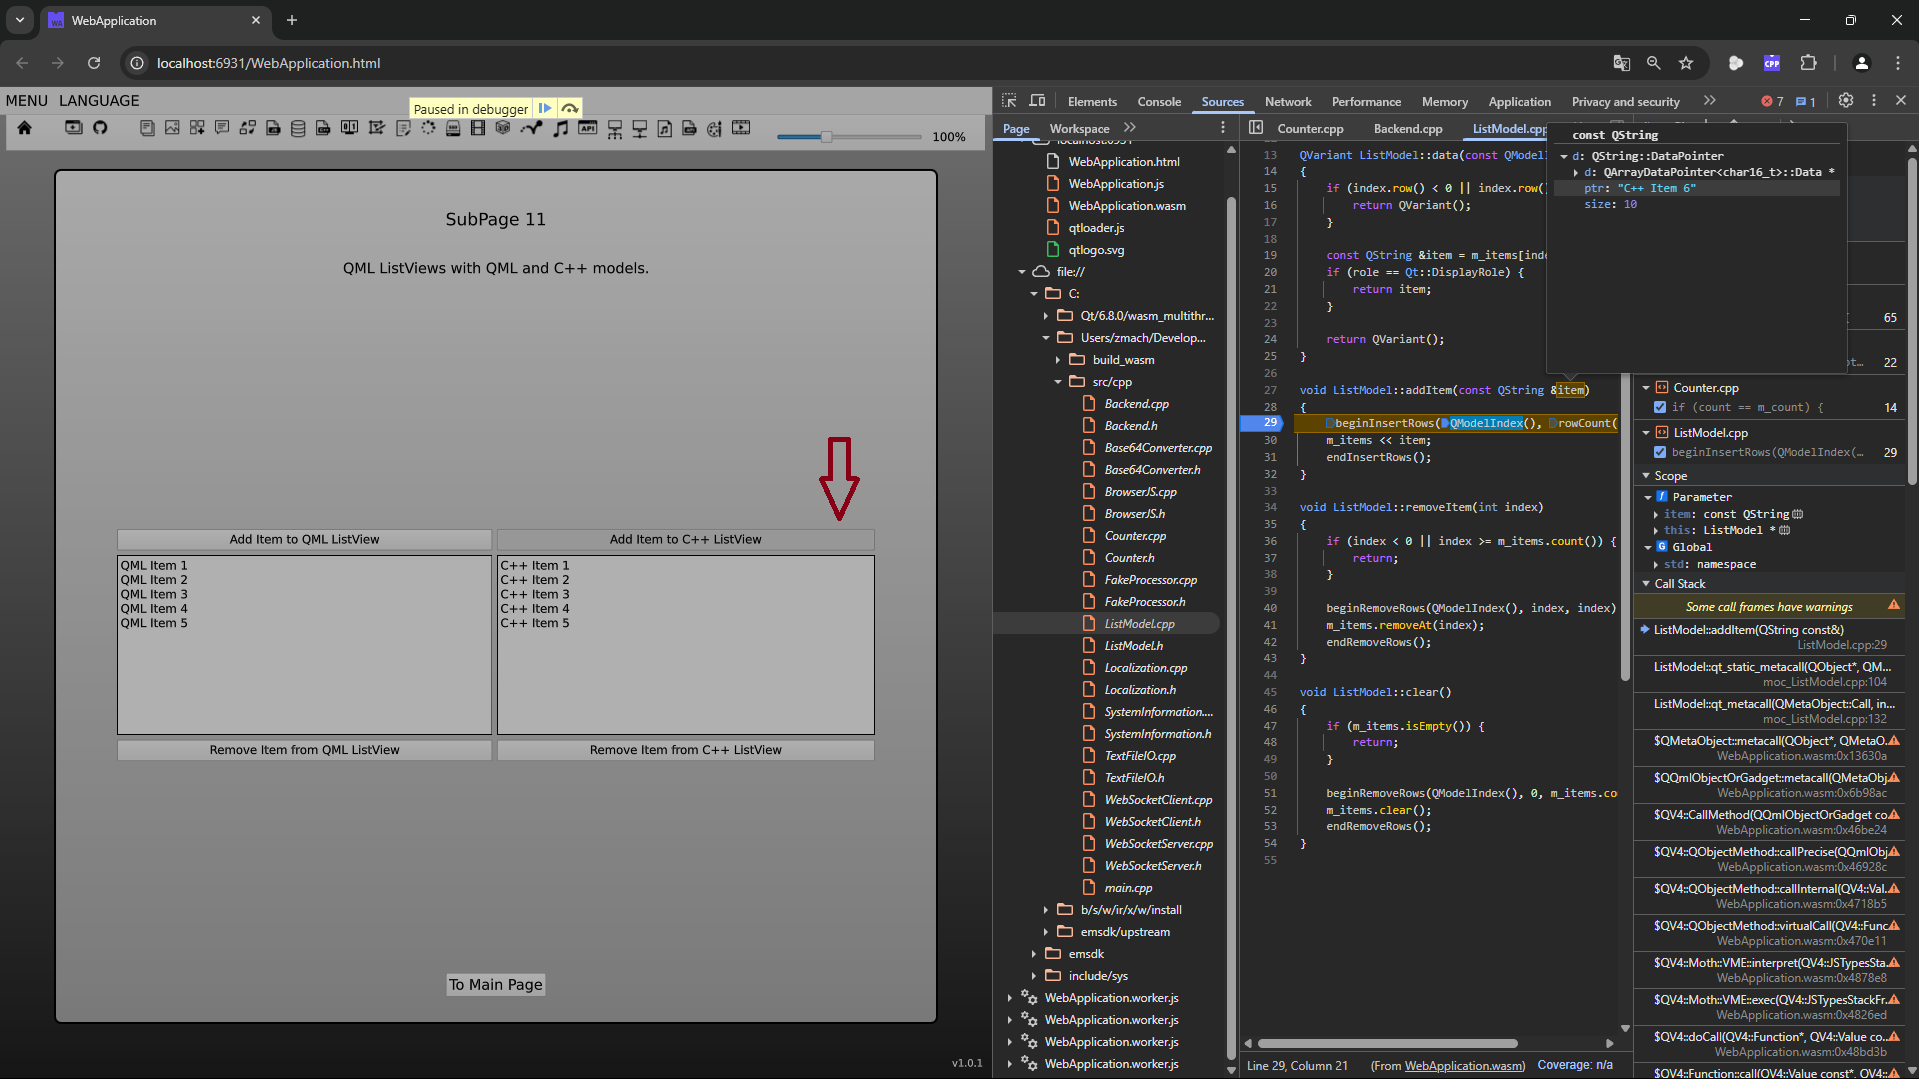 WebApplication
localhost:6931/WebApplication.html
MENU LANGUAGE
Paused in debugger
100%
SubPage 11
QML ListViews with QML and C++ models.
Add Item to QML ListView
Add Item to C++ ListView
QML Item 1
QML Item 2
QML Item 3
QML Item 4
QML Item 5
C++ Item 1
C++ Item 2
C++ Item 3
C++ Item 4
C++ Item 5
Remove Item from QML ListView
Remove Item from C++ ListView
To Main Page
v1.0.1
Elements Console Sources Network Performance Memory Application Privacy and security 7 1
Page Workspace
WebApplication.html
WebApplication.js
WebApplication.wasm
qtloader.js
qtlogo.svg
file://
C:
Qt/6.8.0/wasm_multithr...
Users/zmach/Develop...
build_wasm
src/cpp
Backend.cpp
Backend.h
Base64Converter.cpp
Base64Converter.h
BrowserJS.cpp
BrowserJS.h
Counter.cpp
Counter.h
FakeProcessor.cpp
FakeProcessor.h
ListModel.cpp
ListModel.h
Localization.cpp
Localization.h
SystemInformation....
SystemInformation.h
TextFileIO.cpp
TextFileIO.h
WebSocketClient.cpp
WebSocketClient.h
WebSocketServer.cpp
WebSocketServer.h
main.cpp
b/s/w/ir/x/w/install
emsdk/upstream
emsdk
include/sys
WebApplication.worker.js
WebApplication.worker.js
WebApplication.worker.js
WebApplication.worker.js
Counter.cpp Backend.cpp ListModel.cpp
13 QVariant ListModel::data(const QModelI
14 {
15 if (index.row() < 0 || index.row()
16 return QVariant();
17 }
18
19 const QString &item = m_items[inde
20 if (role == Qt::DisplayRole) {
21 return item;
22 }
23
24 return QVariant();
25 }
26
27 void ListModel::addItem(const QString &item)
28 {
29 beginInsertRows(QModelIndex(), rowCount(
30 m_items << item;
31 endInsertRows();
32 }
33
34 void ListModel::removeItem(int index)
35 {
36 if (index < 0 || index >= m_items.count()) {
37 return;
38 }
39
40 beginRemoveRows(QModelIndex(), index, index)
41 m_items.removeAt(index);
42 endRemoveRows();
43 }
44
45 void ListModel::clear()
46 {
47 if (m_items.isEmpty()) {
48 return;
49 }
50
51 beginRemoveRows(QModelIndex(), 0, m_items.co
52 m_items.clear();
53 endRemoveRows();
54 }
55
Line 29, Column 21 (From WebApplication.wasm) Coverage: n/a
const QString
d: QString::DataPointer
d: QArrayDataPointer<char16_t>::Data *
ptr: "C++ Item 6"
size: 10
65
22
Counter.cpp
if (count == m_count) { 14
ListModel.cpp
beginInsertRows(QModelIndex(... 29
Scope
Parameter
item: const QString
this: ListModel *
Global
std: namespace
Call Stack
Some call frames have warnings
ListModel::addItem(QString const&)
ListModel.cpp:29
ListModel::qt_static_metacall(QObject*, QM...
moc_ListModel.cpp:104
ListModel::qt_metacall(QMetaObject::Call, in...
moc_ListModel.cpp:132
$QMetaObject::metacall(QObject*, QMetaO...
WebApplication.wasm:0x13630a
$QQmlObjectOrGadget::metacall(QMetaObj...
WebApplication.wasm:0x6b98ac
$QV4::CallMethod(QQmlObjectOrGadget co...
WebApplication.wasm:0x46be24
$QV4::QObjectMethod::callPrecise(QQmlObj...
WebApplication.wasm:0x46928c
$QV4::QObjectMethod::callInternal(QV4::Val...
WebApplication.wasm:0x4718b5
$QV4::QObjectMethod::virtualCall(QV4::Func...
WebApplication.wasm:0x470e11
$QV4::Moth::VME::interpret(QV4::JSTypesSta...
WebApplication.wasm:0x4878e8
$QV4::Moth::VME::exec(QV4::JSTypesStackFr...
WebApplication.wasm:0x4826ed
$QV4::doCall(QV4::Function*, QV4::Value co...
WebApplication.wasm:0x48bd3b
$QV4::Function::call(QV4::Value const*, QV4::...